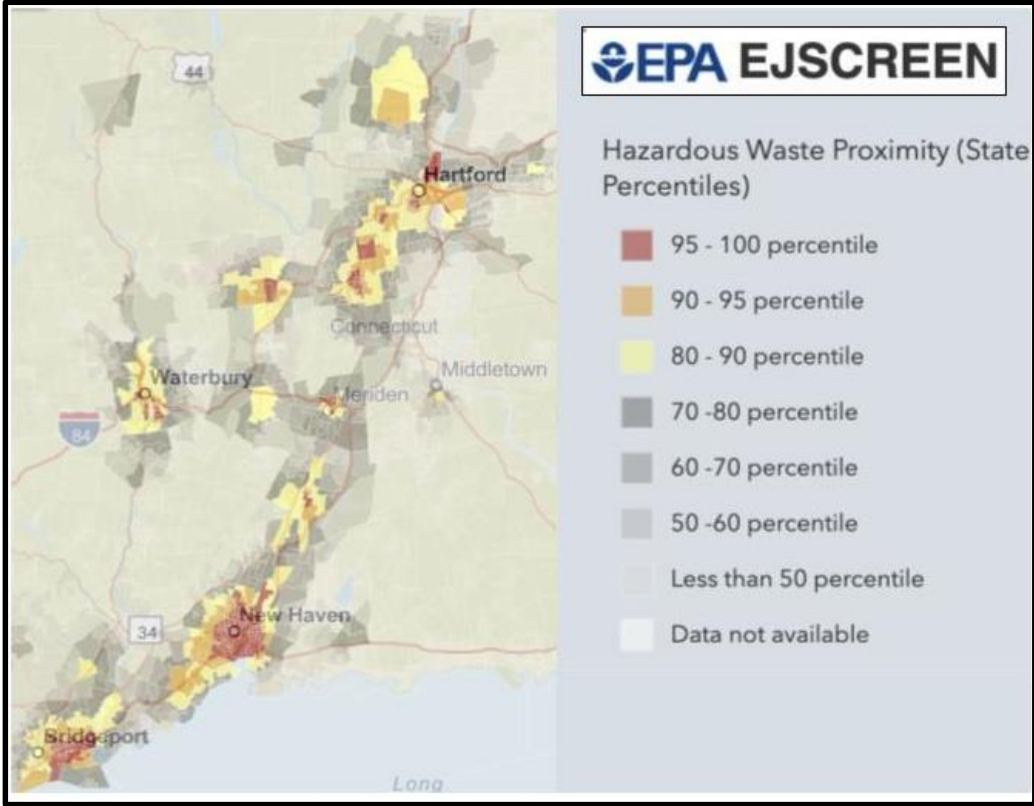 EPA EJSCREEN
Hazardous Waste Proximity (State
Percentiles)
95 - 100 percentile
90 - 95 percentile
80 - 90 percentile
70 -80 percentile
60 -70 percentile
50 -60 percentile
Less than 50 percentile
Data not available
44
Hartford
Connecticut
Middletown
Waterbury
Meriden
84
New Haven
34
Bridgeport
Long